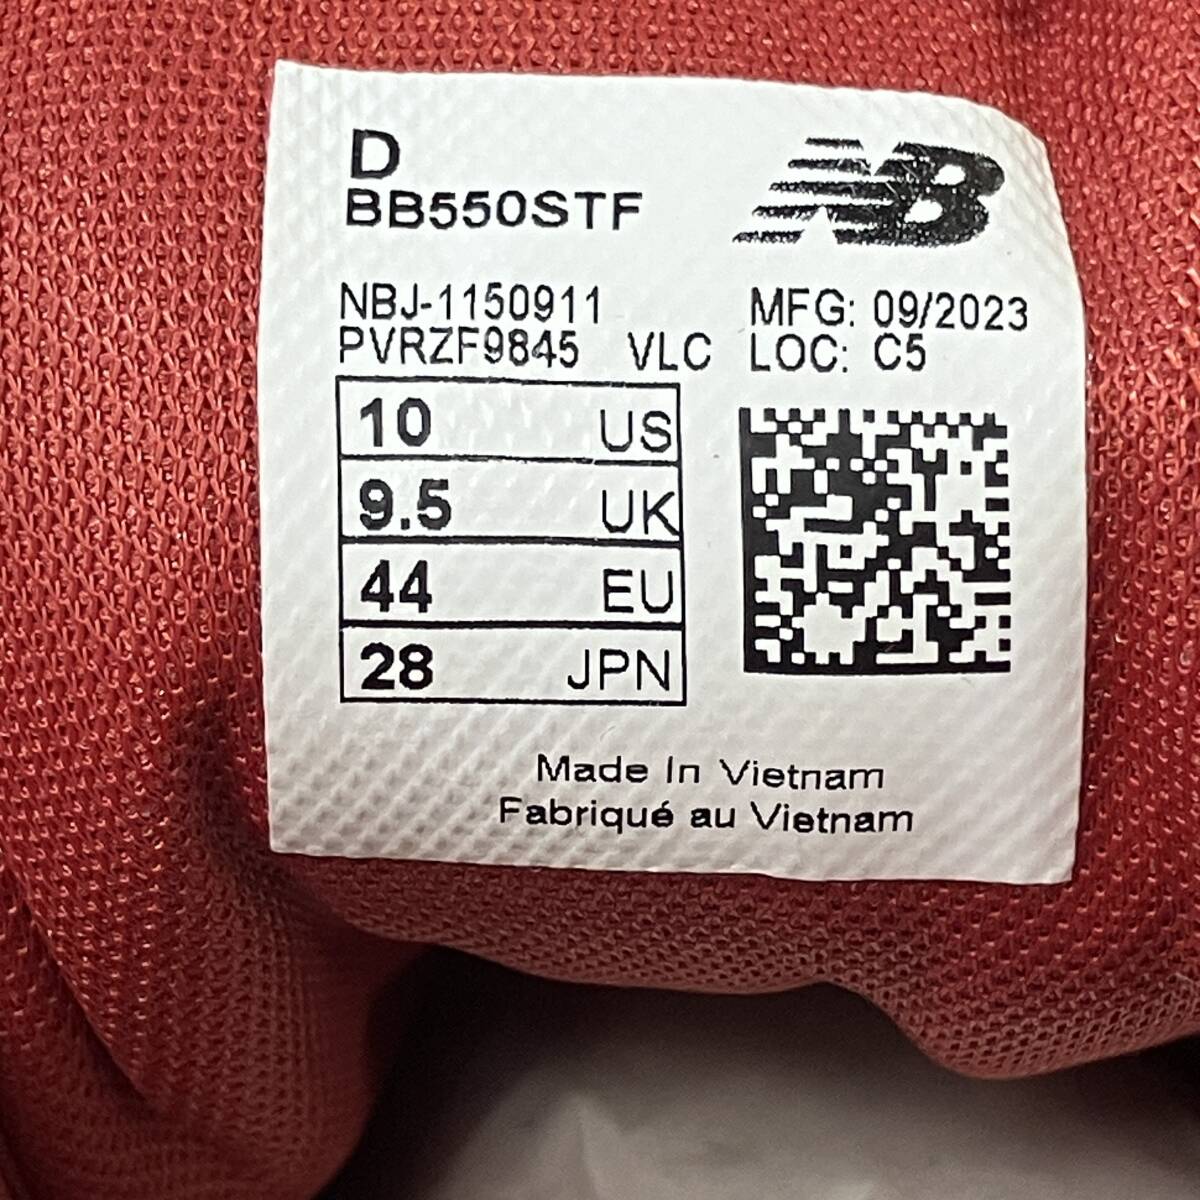 D
BB550STF
NB
NBJ-1150911 MFG: 09/2023
PVRZF9845 VLC LOC: C5
10 US
9.5 UK
44 EU
28 JPN
Made In Vietnam
Fabriqué au Vietnam